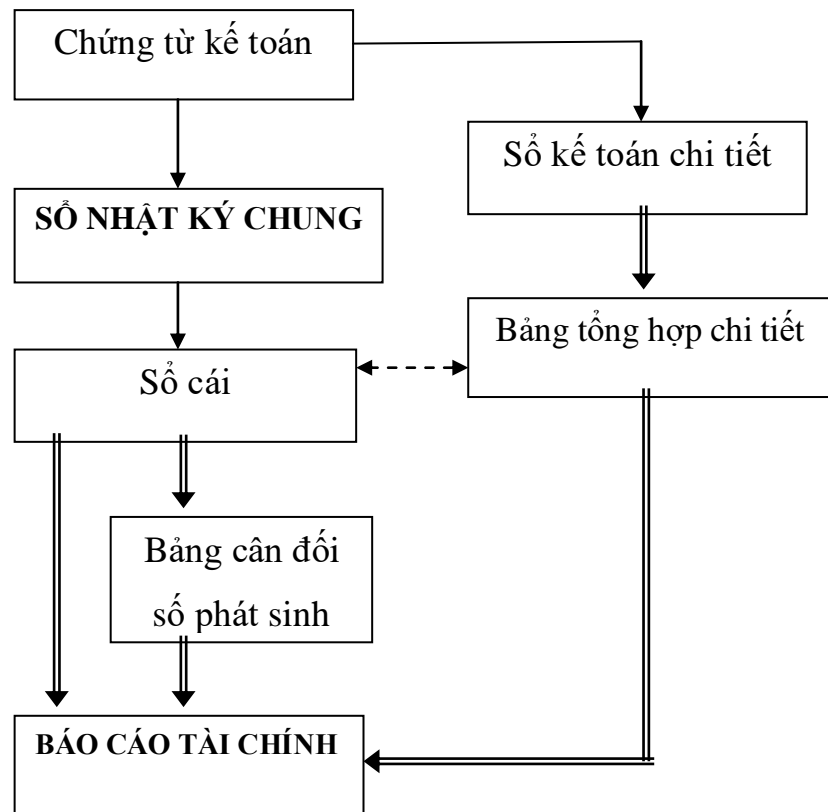 Chứng từ kế toán
Sổ kế toán chi tiết
SỔ NHẬT KÝ CHUNG
Bảng tổng hợp chi tiết
Sổ cái
Bảng cân đối
số phát sinh
BÁO CÁO TÀI CHÍNH